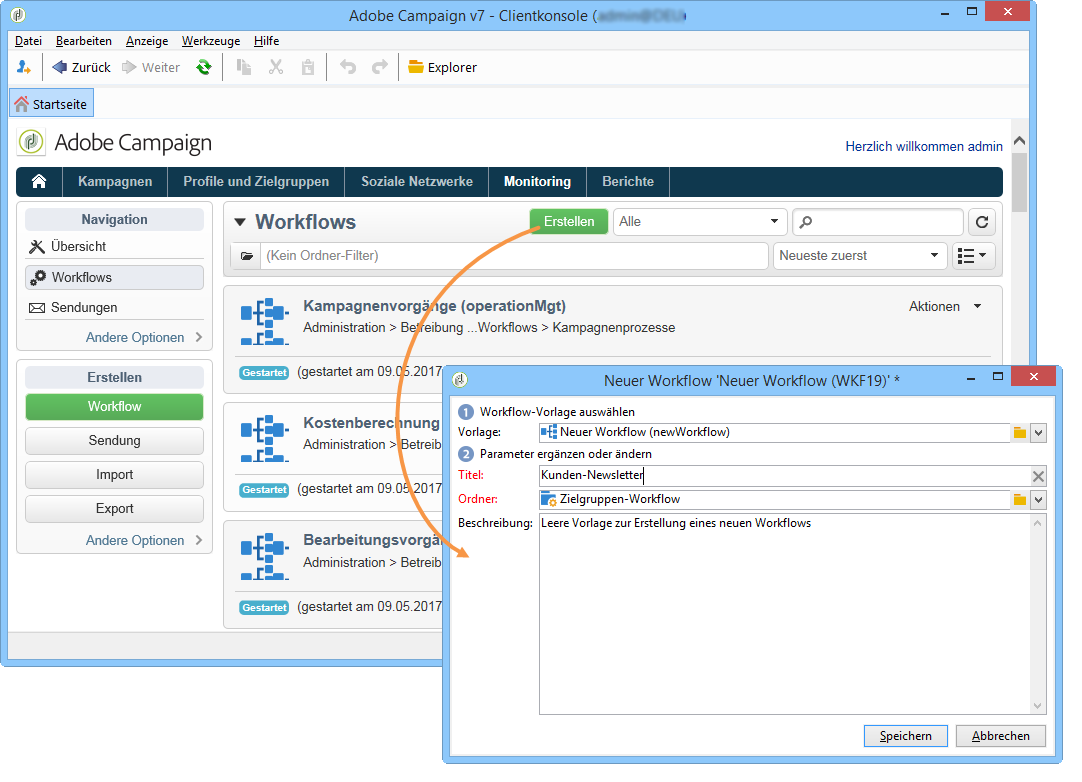 Adobe Campaign v7 - Clientkonsole (
Datei Bearbeiten Anzeige Werkzeuge Hilfe
Zurück Weiter Explorer
Startseite
Adobe Campaign
Herzlich willkommen admin
Kampagnen Profile und Zielgruppen Soziale Netzwerke Monitoring Berichte
Navigation
Übersicht
Workflows
Sendungen
Andere Optionen
Erstellen
Workflow
Sendung
Import
Export
Andere Optionen
Workflows Erstellen Alle
(Kein Ordner-Filter) Neueste zuerst
Kampagnenvorgänge (operationMgt) Aktionen
Administration > Betreibung ...Workflows > Kampagnenprozesse
Gestartet (gestartet am 09.05.2017
Kostenberechnung
Administration > Betreib
Gestartet (gestartet am 09.05.2017
Bearbeitungsvorgä
Administration > Betreib
Gestartet (gestartet am 09.05.2017
Neuer Workflow 'Neuer Workflow (WKF19)' *
1 Workflow-Vorlage auswählen
Vorlage: Neuer Workflow (newWorkflow)
2 Parameter ergänzen oder ändern
Titel: Kunden-Newsletter
Ordner: Zielgruppen-Workflow
Beschreibung: Leere Vorlage zur Erstellung eines neuen Workflows
Speichern Abbrechen